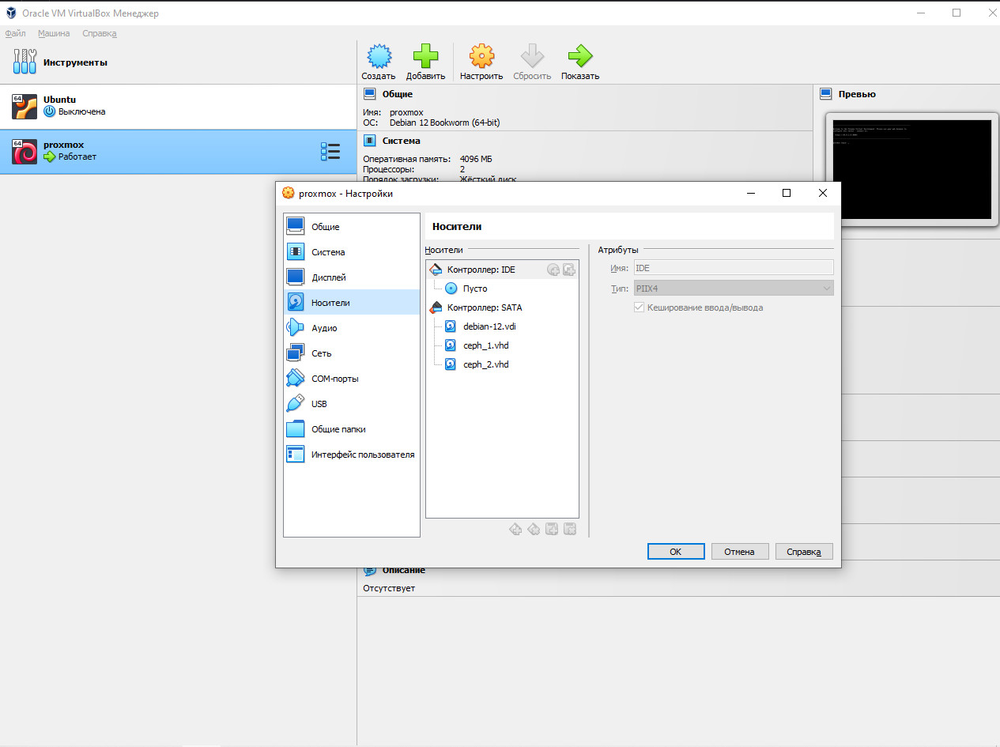 Oracle VM VirtualBox Менеджер
Файл Машина Справка
Инструменты
Создать Добавить Настроить Сбросить Показать
64
Ubuntu
Выключена
64
proxmox
Работает
Общие
Имя: proxmox
ОС: Debian 12 Bookworm (64-bit)
Система
Оперативная память: 4096 МБ
Процессоры: 2
Порядок загрузки: Жёсткий диск
Превью
proxmox - Настройки
Общие
Система
Дисплей
Носители
Аудио
Сеть
COM-порты
USB
Общие папки
Интерфейс пользователя
Носители
Носители
Контроллер: IDE
Пусто
Контроллер: SATA
debian-12.vdi
ceph_1.vhd
ceph_2.vhd
Атрибуты
Имя: IDE
Тип: PIIX4
Кеширование ввода/вывода
OK Отмена Справка
Описание
Отсутствует